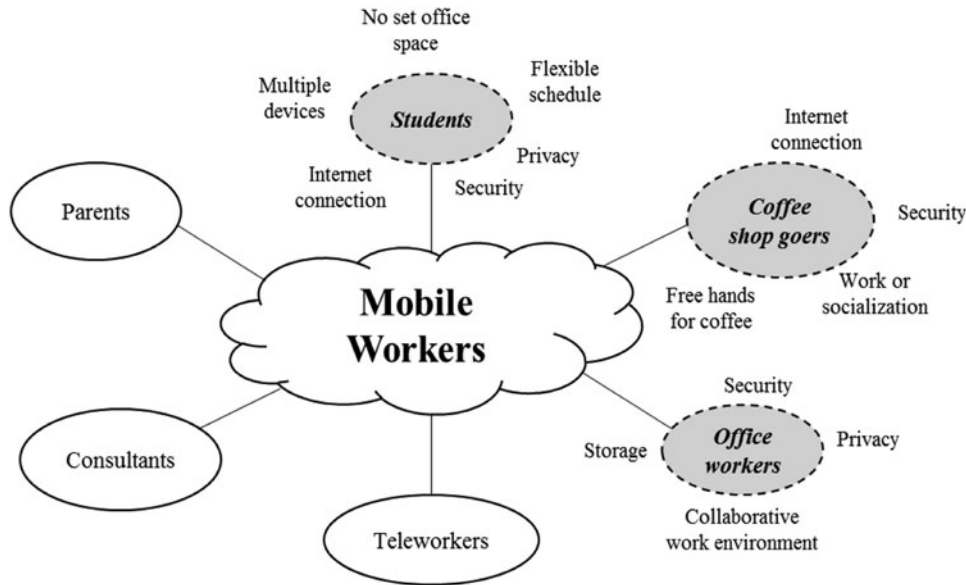 No set office
space
Multiple
devices
Flexible
schedule
Students
Internet
connection
Privacy
Security
Internet
connection
Coffee
shop goers
Security
Free hands
for coffee
Work or
socialization
Parents
Mobile
Workers
Security
Storage
Office
workers
Privacy
Collaborative
work environment
Consultants
Teleworkers